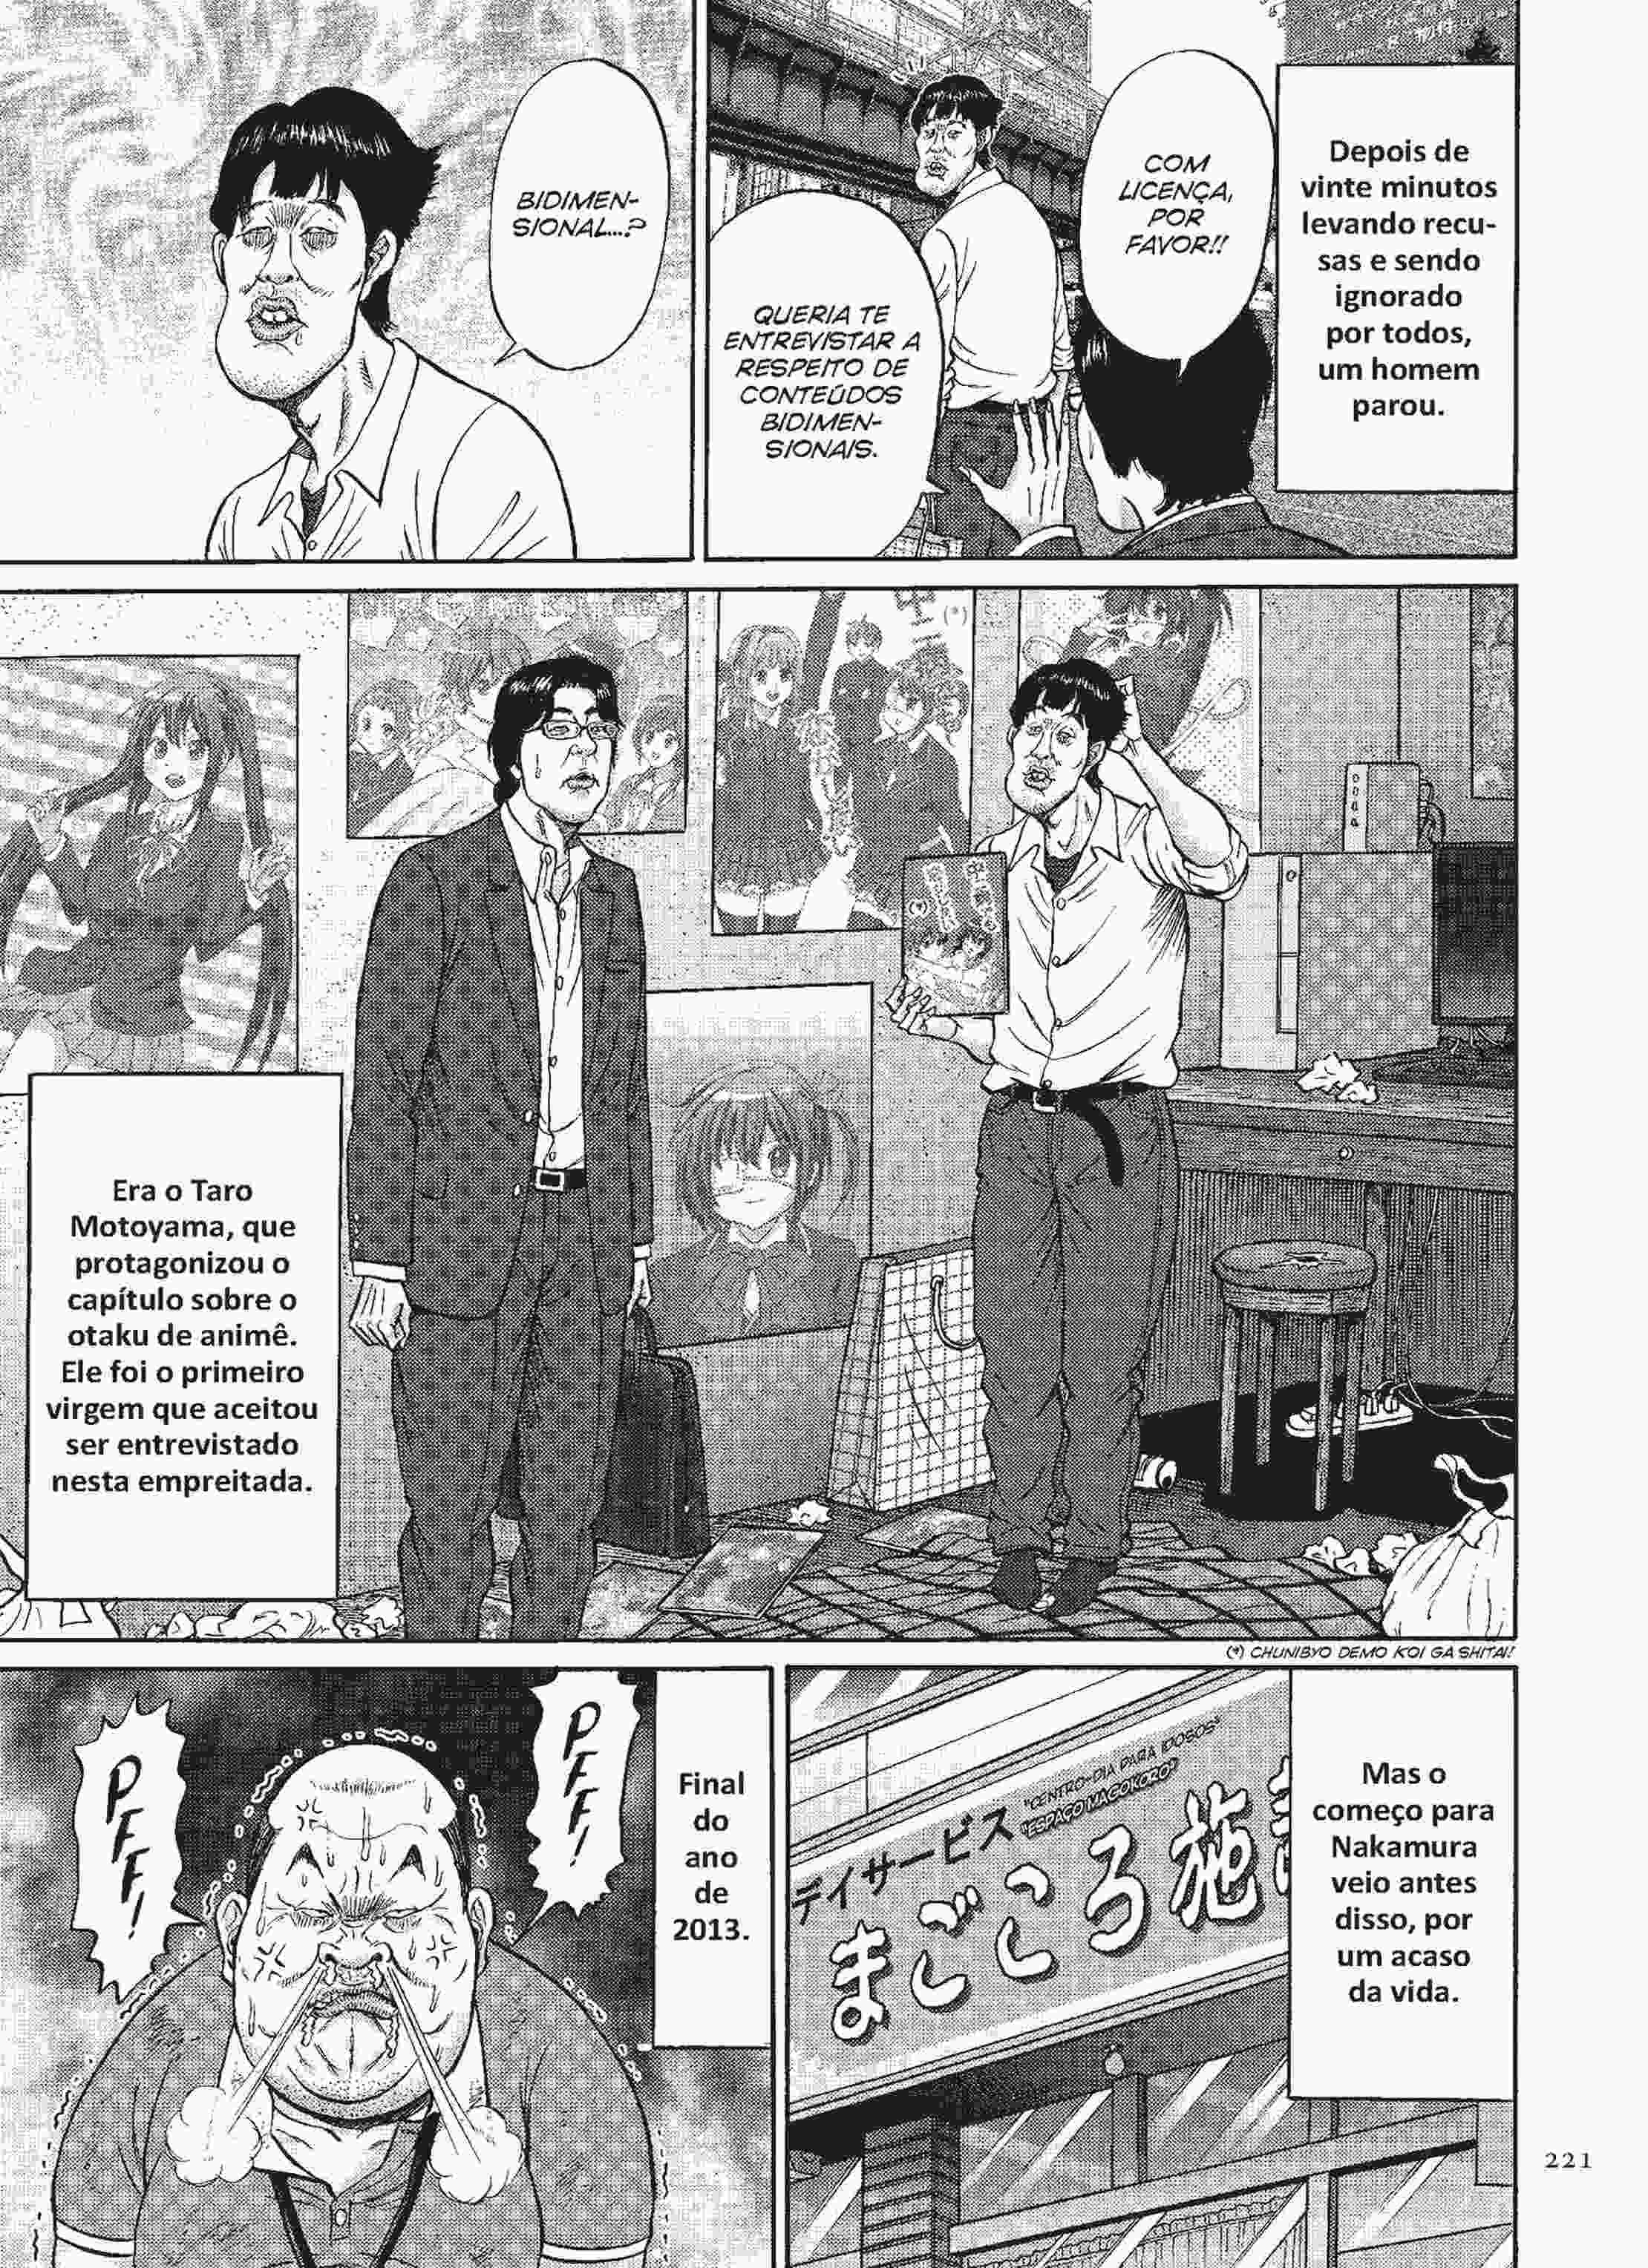 Depois de
vinte minutos
levando recu-
sas e sendo
ignorado
por todos,
um homem
parou.
COM
LICENÇA,
POR
FAVOR!!
QUERIA TE
ENTREVISTAR A
RESPEITO DE
CONTEÚDOS
BIDIMEN-
SIONAIS.
BIDIMEN-
SIONAL...?
(*)
(*)
Era o Taro
Motoyama, que
protagonizou o
capítulo sobre o
otaku de animê.
Ele foi o primeiro
virgem que aceitou
ser entrevistado
nesta empreitada.
(*) CHUNIBYO DEMO KOI GA SHITAI!
Mas o
começo para
Nakamura
veio antes
disso, por
um acaso
da vida.
"CENTRO-DIA PARA IDOSOS"
"ESPAÇO MAGOKORO"
デイサービス
まごころ施設
Final
do
ano
de
2013.
PFF!
PFF!
221